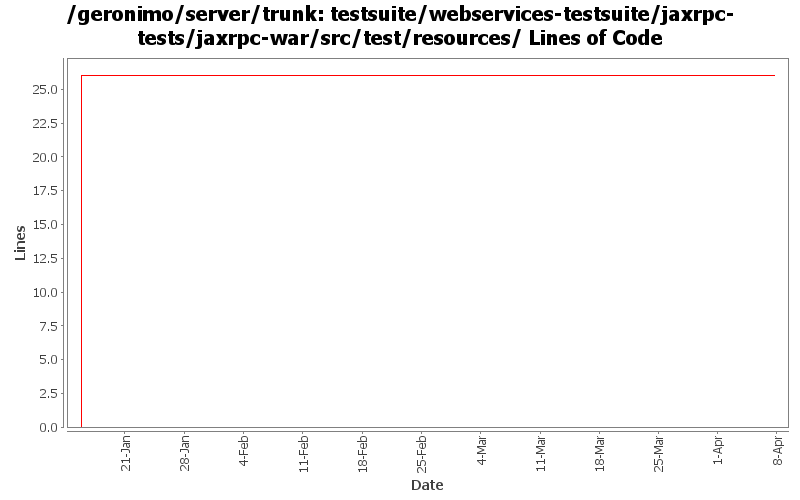 /geronimo/server/trunk: testsuite/webservices-testsuite/jaxrpc-
tests/jaxrpc-war/src/test/resources/ Lines of Code
25.0
22.5
20.0
17.5
15.0
12.5
10.0
7.5
5.0
2.5
0.0
Lines
21-Jan
28-Jan
4-Feb
11-Feb
18-Feb
25-Feb
4-Mar
11-Mar
18-Mar
25-Mar
1-Apr
8-Apr
Date